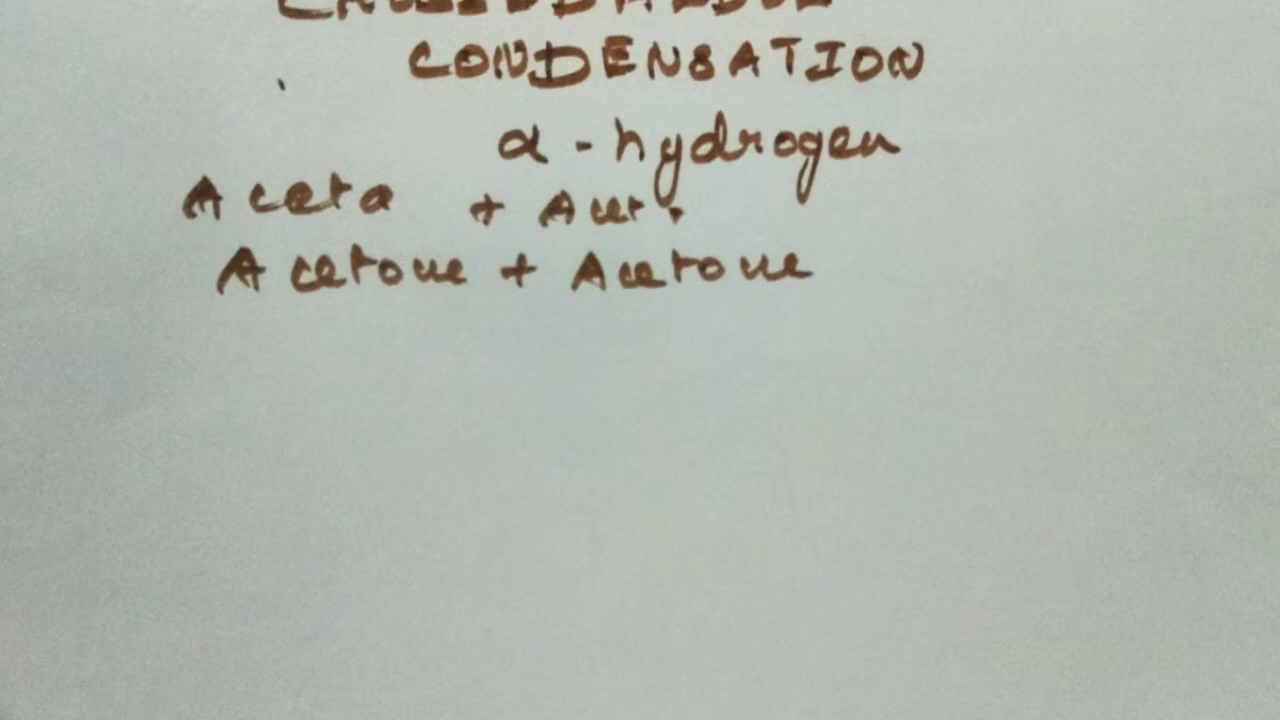 CONDENSATION
α - hydrogen
Aceta + Acet.
Acetone + Acetone